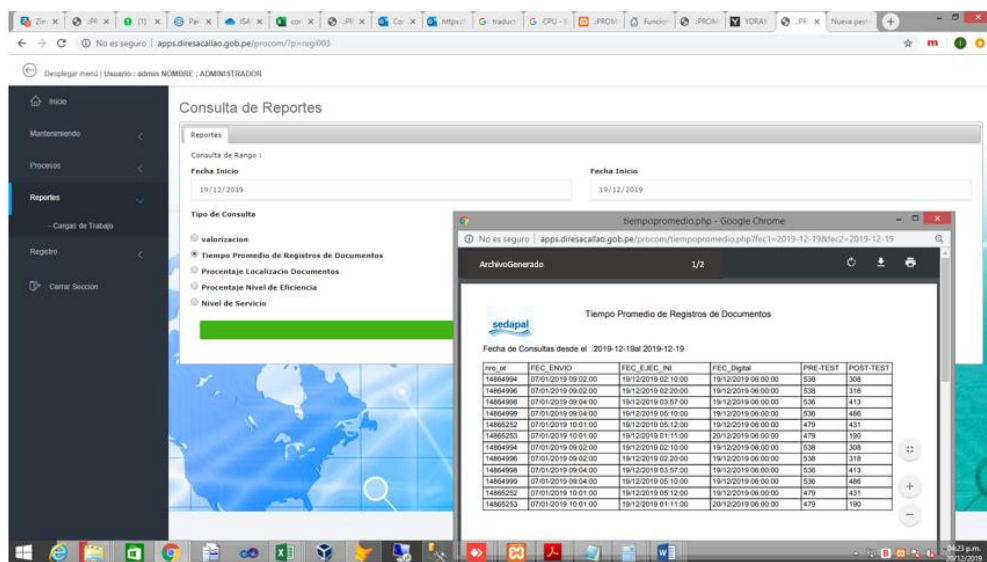 No es seguro | apps.diresacallao.gob.pe/procom/?p=regi003
Desplegar menú | Usuario : admin NOMBRE : ADMINISTRADOR
Inicio
Mantenimiendo
Procesos
Reportes
- Cargas de Trabajo
Registro
Cerrar Seccion
Consulta de Reportes
Reportes
Consulta de Rango :
Fecha Inicio
Fecha Inicio
19/12/2019
19/12/2019
Tipo de Consulta
valorizacion
Tiempo Promedio de Registros de Documentos
Procentaje Localizacio Documentos
Procentaje Nivel de Eficiencia
Nivel de Servicio
tiempopromedio.php - Google Chrome
No es seguro | apps.diresacallao.gob.pe/procom/tiempopromedio.php?fec1=2019-12-19&fec2=2019-12-19
ArchivoGenerado 1/2
sedapal
Tiempo Promedio de Registros de Documentos
Fecha de Consultas desde el :2019-12-19al 2019-12-19
nro_ot FEC_ENVIO FEC_EJEC_INI FEC_Digital PRE-TEST POST-TEST
14864994 07/01/2019 09:02:00 19/12/2019 02:10:00 19/12/2019 06:00:00 538 308
14864996 07/01/2019 09:02:00 19/12/2019 02:20:00 19/12/2019 06:00:00 538 318
14864998 07/01/2019 09:04:00 19/12/2019 03:57:00 19/12/2019 06:00:00 536 413
14864999 07/01/2019 09:04:00 19/12/2019 05:10:00 19/12/2019 06:00:00 536 486
14865252 07/01/2019 10:01:00 19/12/2019 05:12:00 19/12/2019 06:00:00 479 431
14865253 07/01/2019 10:01:00 19/12/2019 01:11:00 20/12/2019 06:00:00 479 190
14864994 07/01/2019 09:02:00 19/12/2019 02:10:00 19/12/2019 06:00:00 538 308
14864996 07/01/2019 09:02:00 19/12/2019 02:20:00 19/12/2019 06:00:00 538 318
14864998 07/01/2019 09:04:00 19/12/2019 03:57:00 19/12/2019 06:00:00 536 413
14864999 07/01/2019 09:04:00 19/12/2019 05:10:00 19/12/2019 06:00:00 536 486
14865252 07/01/2019 10:01:00 19/12/2019 05:12:00 19/12/2019 06:00:00 479 431
14865253 07/01/2019 10:01:00 19/12/2019 01:11:00 20/12/2019 06:00:00 479 190
04:23 p.m.
20/12/2019